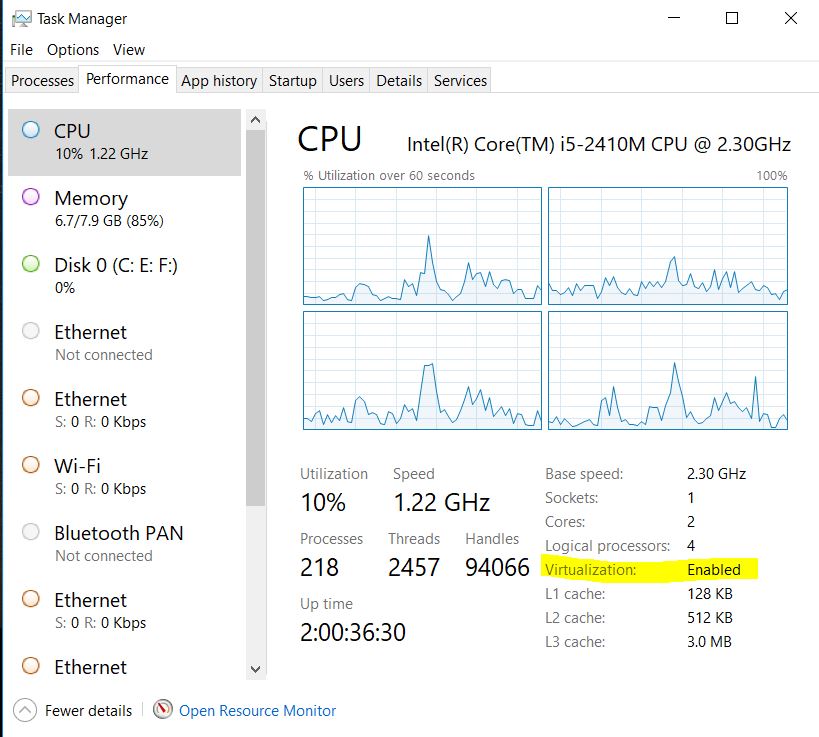 Task Manager
File Options View
Processes Performance App history Startup Users Details Services
CPU
10% 1.22 GHz
Memory
6.7/7.9 GB (85%)
Disk 0 (C: E: F:)
0%
Ethernet
Not connected
Ethernet
S: 0 R: 0 Kbps
Wi-Fi
S: 0 R: 0 Kbps
Bluetooth PAN
Not connected
Ethernet
S: 0 R: 0 Kbps
Ethernet
CPU Intel(R) Core(TM) i5-2410M CPU @ 2.30GHz
% Utilization over 60 seconds 100%
Utilization Speed
10% 1.22 GHz
Processes Threads Handles
218 2457 94066
Up time
2:00:36:30
Base speed: 2.30 GHz
Sockets: 1
Cores: 2
Logical processors: 4
Virtualization: Enabled
L1 cache: 128 KB
L2 cache: 512 KB
L3 cache: 3.0 MB
Fewer details Open Resource Monitor